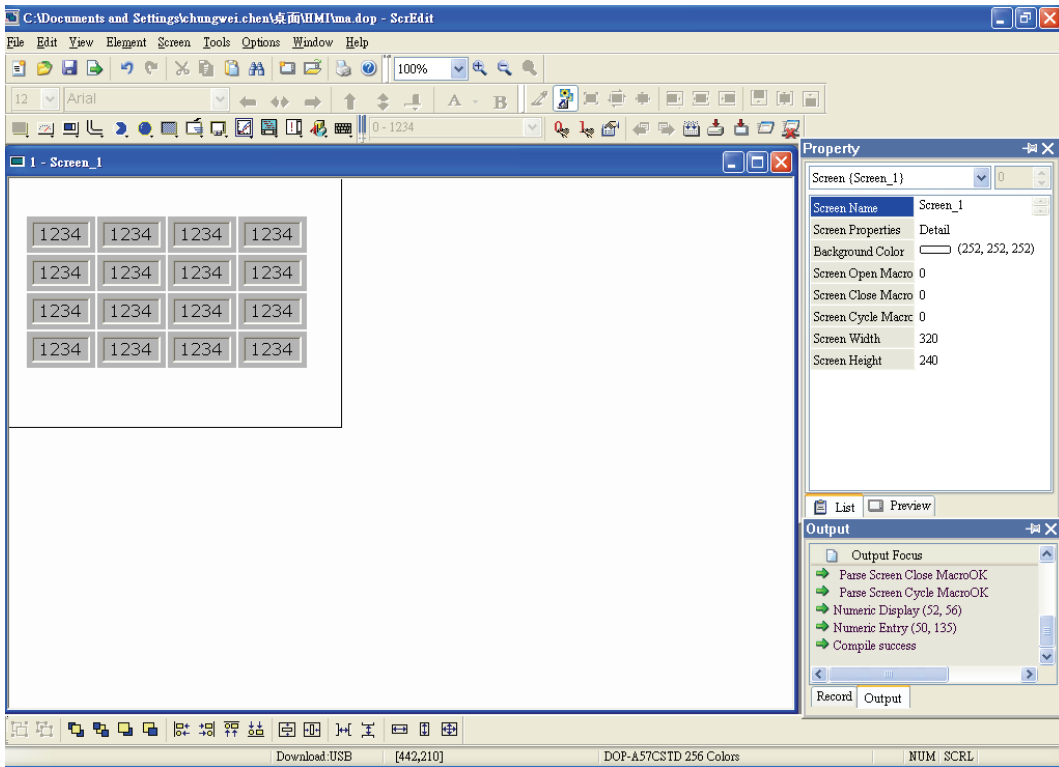 C:\Documents and Settings\chungwei.chen\桌面\HMI\ma.dop - ScrEdit
File Edit View Element Screen Tools Options Window Help
100%
12 Arial A B
0 - 1234
1 - Screen_1
1234 1234 1234 1234
1234 1234 1234 1234
1234 1234 1234 1234
1234 1234 1234 1234
Property
Screen {Screen_1} 0
Screen Name Screen_1
Screen Properties Detail
Background Color (252, 252, 252)
Screen Open Macro 0
Screen Close Macro 0
Screen Cycle Macro 0
Screen Width 320
Screen Height 240
List Preview
Output
Output Focus
Parse Screen Close MacroOK
Parse Screen Cycle MacroOK
Numeric Display (52, 56)
Numeric Entry (50, 135)
Compile success
Record Output
Download:USB [442,210] DOP-A57CSTD 256 Colors NUM SCRL